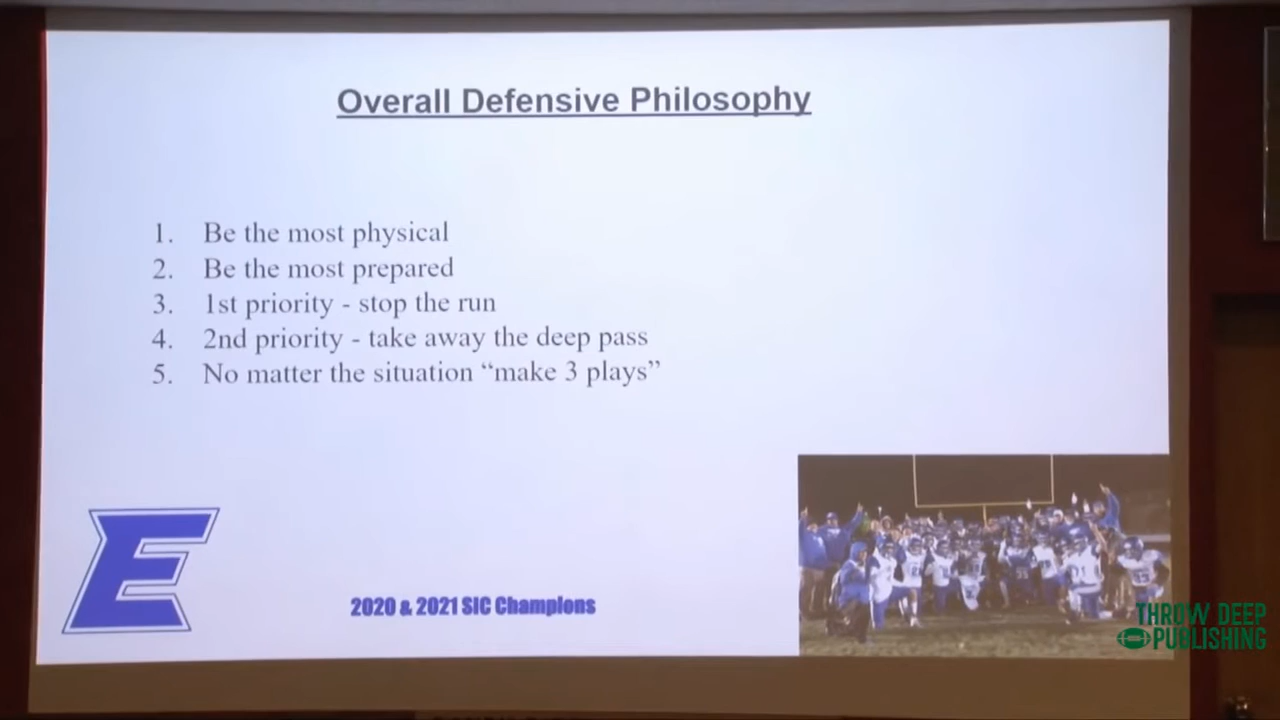 Overall Defensive Philosophy
1. Be the most physical
2. Be the most prepared
3. 1st priority - stop the run
4. 2nd priority - take away the deep pass
5. No matter the situation “make 3 plays”
E
2020 & 2021 SIC Champions
THROW DEEP
PUBLISHING